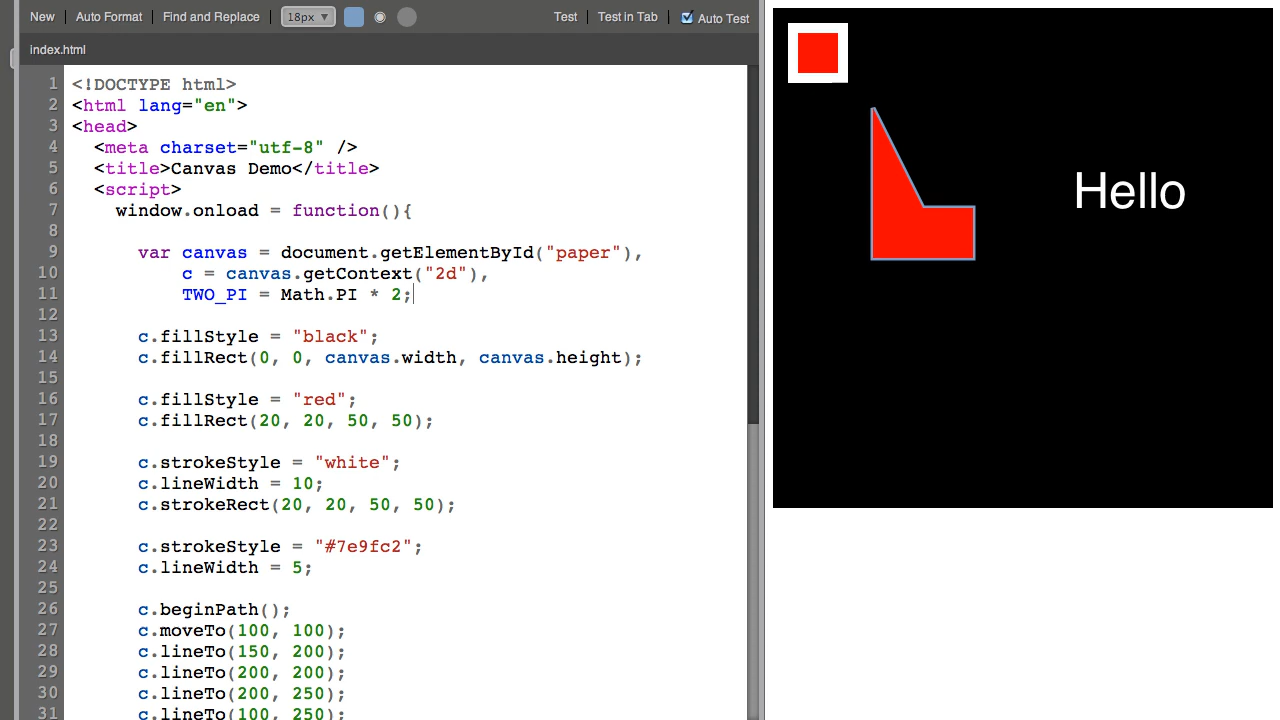 New Auto Format Find and Replace 18px ▼ Test Test in Tab Auto Test
index.html
1 <!DOCTYPE html>
2 <html lang="en">
3 <head>
4 <meta charset="utf-8" />
5 <title>Canvas Demo</title>
6 <script>
7 window.onload = function(){
8
9 var canvas = document.getElementById("paper"),
10 c = canvas.getContext("2d"),
11 TWO_PI = Math.PI * 2;
12
13 c.fillStyle = "black";
14 c.fillRect(0, 0, canvas.width, canvas.height);
15
16 c.fillStyle = "red";
17 c.fillRect(20, 20, 50, 50);
18
19 c.strokeStyle = "white";
20 c.lineWidth = 10;
21 c.strokeRect(20, 20, 50, 50);
22
23 c.strokeStyle = "#7e9fc2";
24 c.lineWidth = 5;
25
26 c.beginPath();
27 c.moveTo(100, 100);
28 c.lineTo(150, 200);
29 c.lineTo(200, 200);
30 c.lineTo(200, 250);
31 c.lineTo(100, 250);
Hello